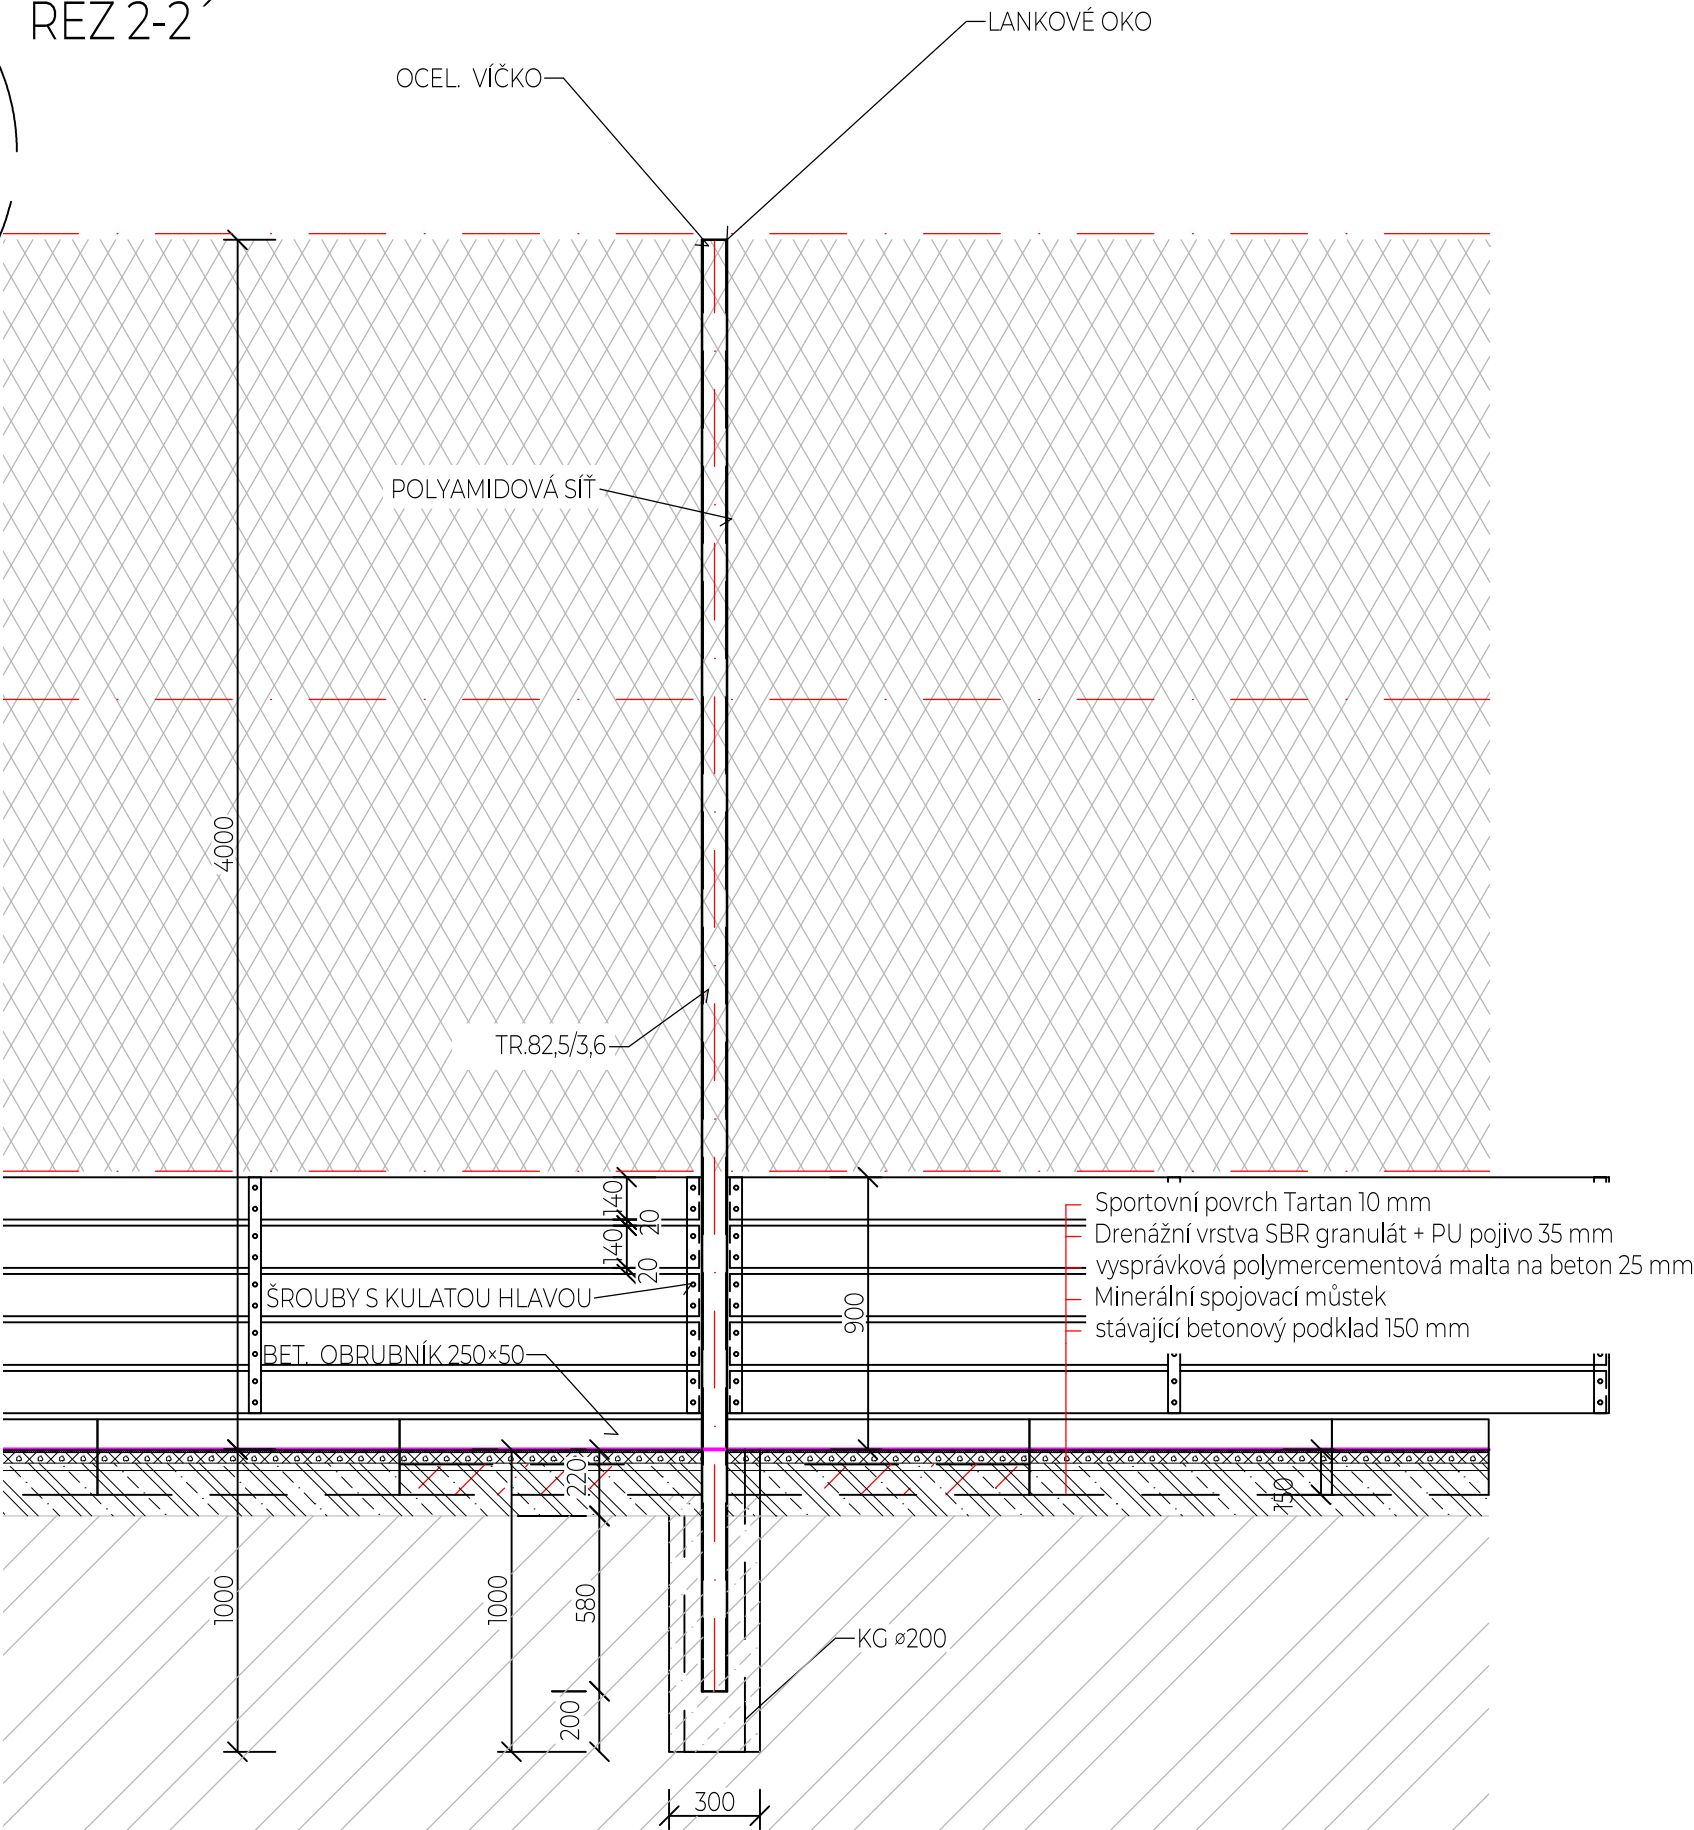 REZ 2-2´
LANKOVÉ OKO
OCEL. VÍČKO
POLYAMIDOVÁ SÍŤ
4000
TR.82,5/3,6
140
20
140
20
ŠROUBY S KULATOU HLAVOU
900
Sportovní povrch Tartan 10 mm
Drenážní vrstva SBR granulát + PU pojivo 35 mm
vysprávková polymercementová malta na beton 25 mm
Minerální spojovací můstek
stávající betonový podklad 150 mm
BET. OBRUBNÍK 250×50
220
150
1000
1000
580
KG ø200
200
300